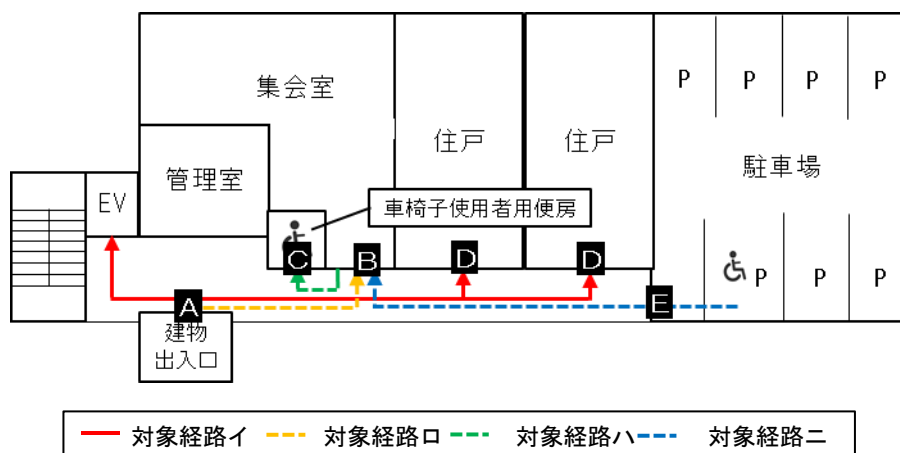 P P P P
集会室
住戸 住戸
駐車場
管理室
EV
車椅子使用者用便房
C B D D
P P P
A E
建物
出入口
対象経路イ 対象経路ロ 対象経路ハ 対象経路ニ